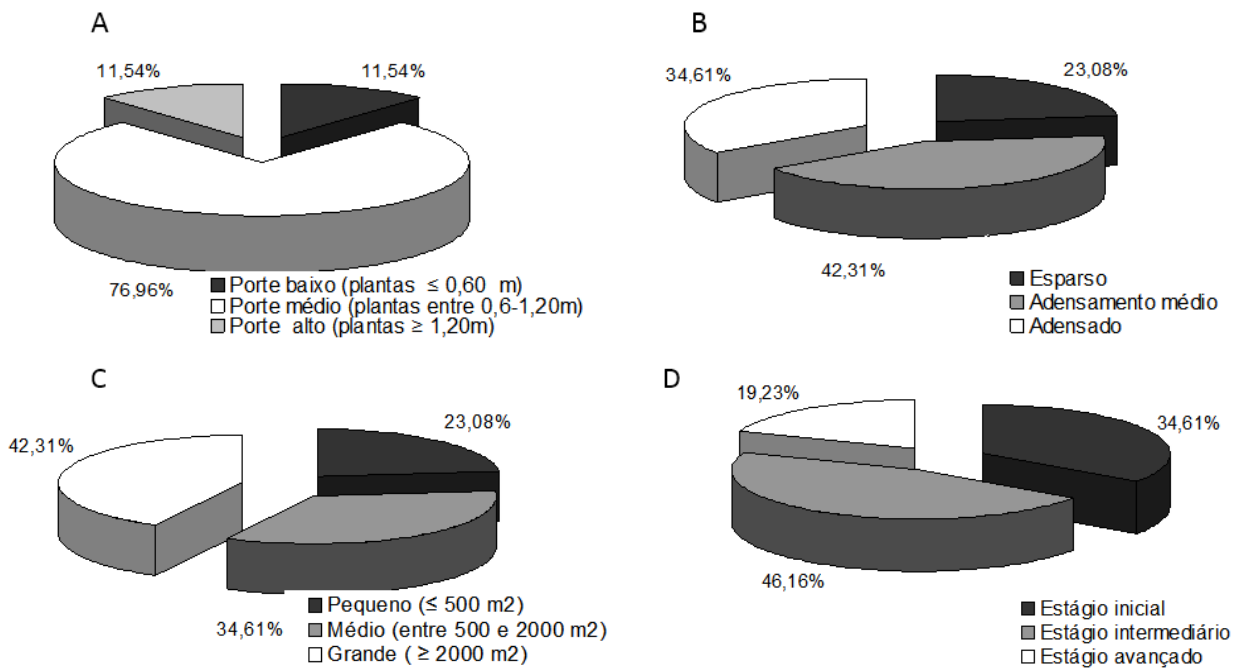 A
11,54%
11,54%
76,96%
Porte baixo (plantas ≤ 0,60 m)
Porte médio (plantas entre 0,6-1,20m)
Porte alto (plantas ≥ 1,20m)
B
34,61%
23,08%
42,31%
Esparso
Adensamento médio
Adensado
C
42,31%
23,08%
34,61%
Pequeno (≤ 500 m2)
Médio (entre 500 e 2000 m2)
Grande ( ≥ 2000 m2)
D
19,23%
34,61%
46,16%
Estágio inicial
Estágio intermediário
Estágio avançado